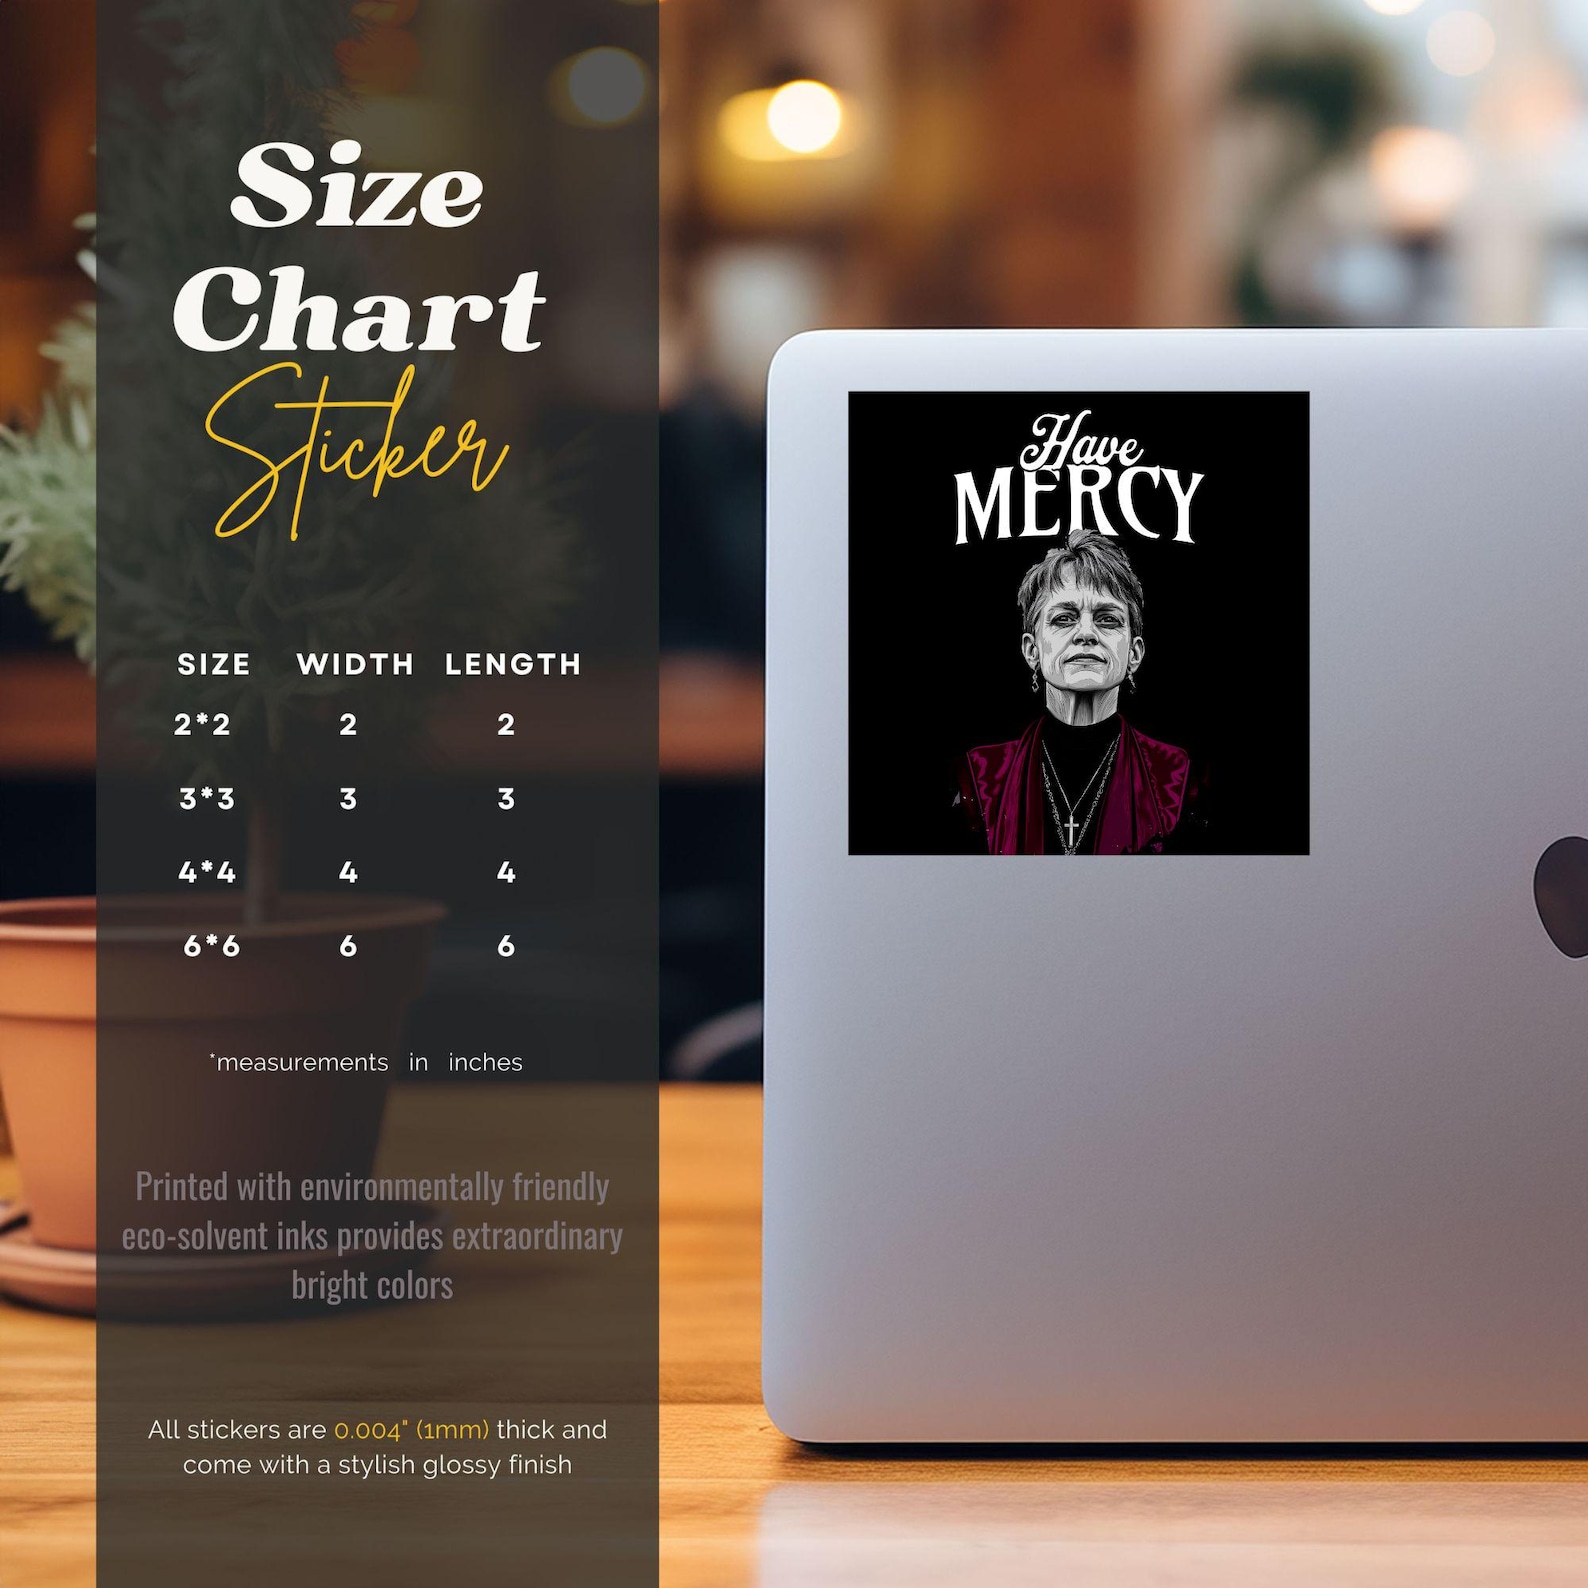 Size
Chart
Sticker
SIZE WIDTH LENGTH
2*2 2 2
3*3 3 3
4*4 4 4
6*6 6 6
*measurements in inches
Printed with environmentally friendly
eco-solvent inks provides extraordinary
bright colors
All stickers are 0.004" (1mm) thick and
come with a stylish glossy finish
Have
MERCY